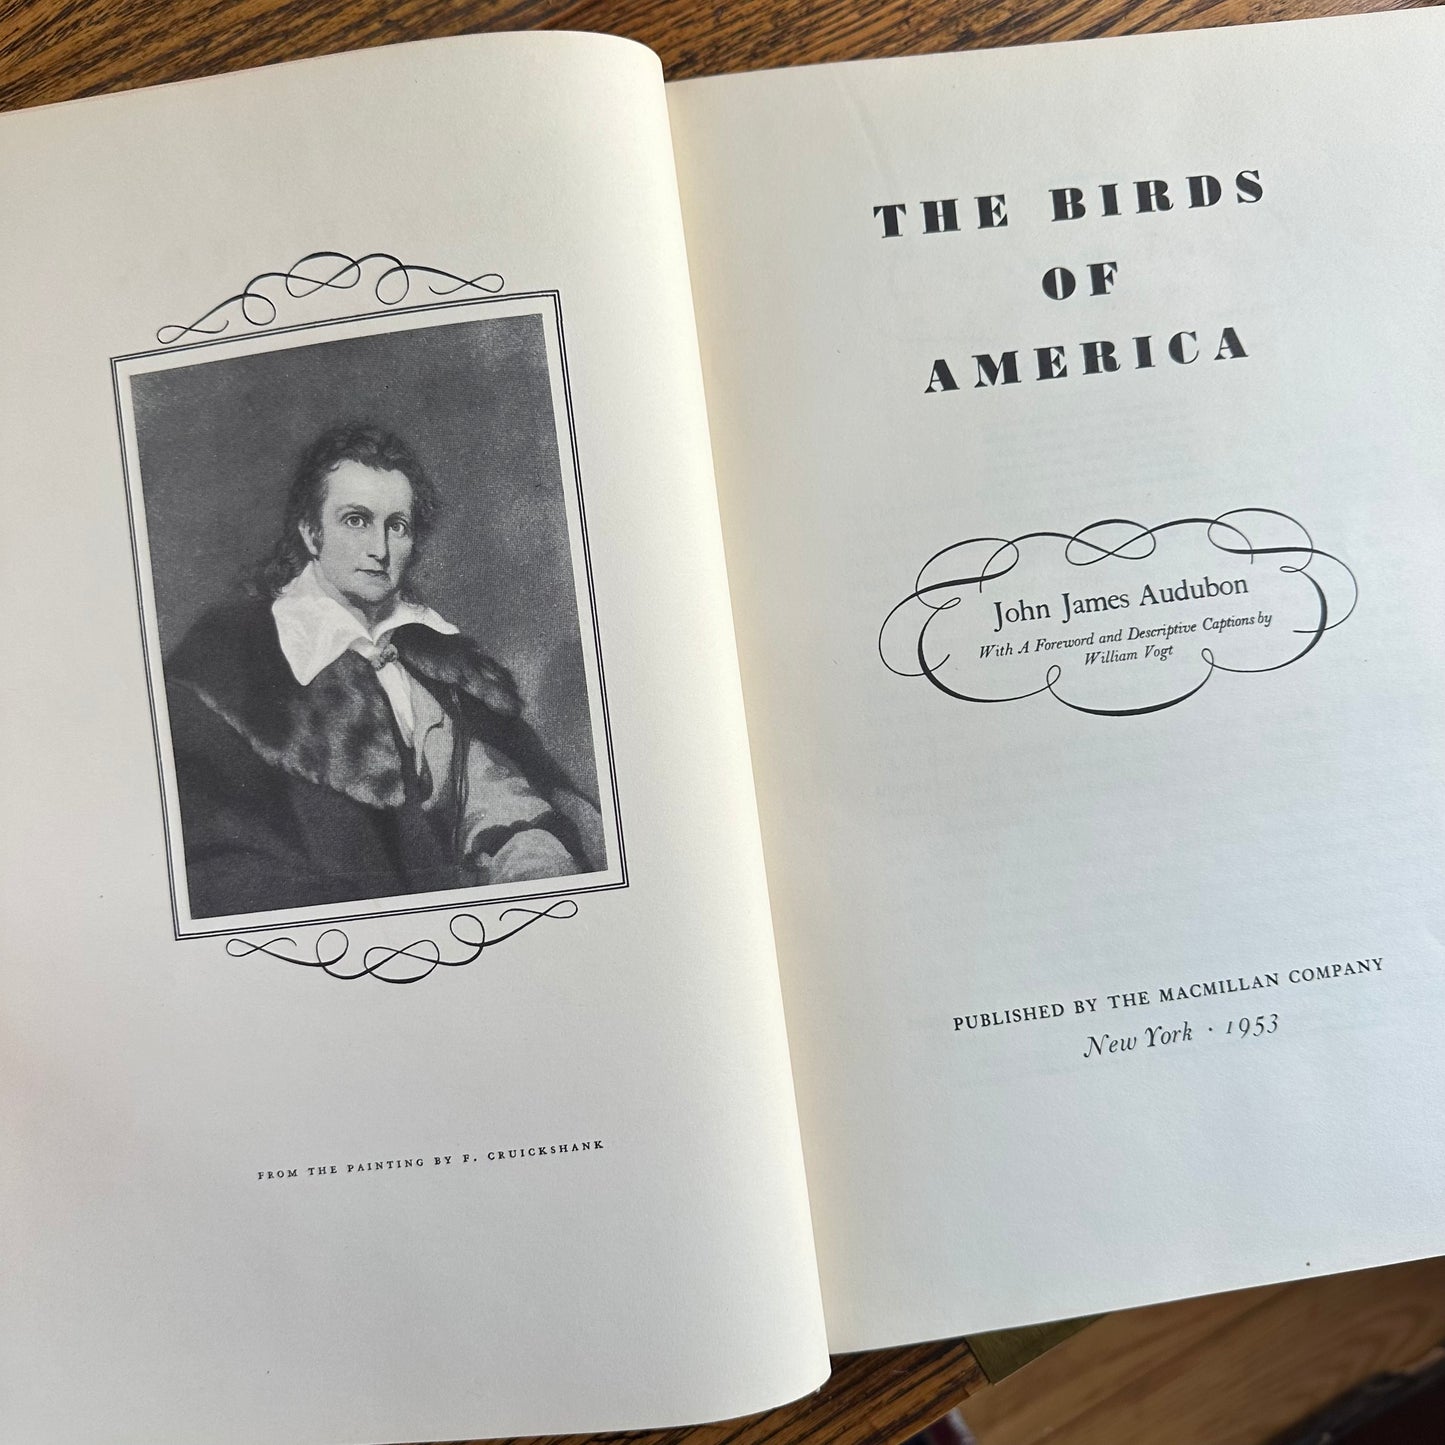 FROM THE PAINTING BY F. CRUICKSHANK
THE BIRDS
OF
AMERICA
John James Audubon
With A Foreword and Descriptive Captions by
William Vogt
PUBLISHED BY THE MACMILLAN COMPANY
New York · 1953